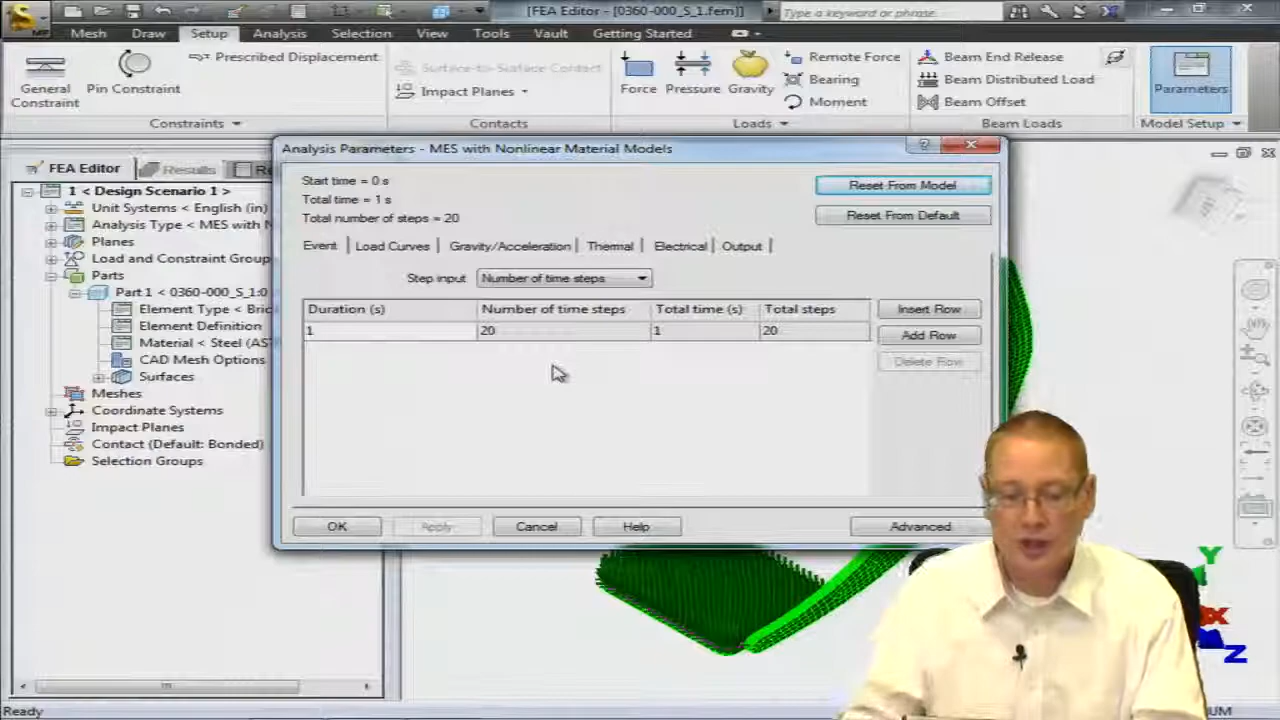 [FEA Editor - [0360-000_S_1.fem]]
Type a keyword or phrase.
Mesh Draw Setup Analysis Selection View Tools Vault Getting Started
General Constraint
Pin Constraint
Prescribed Displacement
Constraints
Surface-to-Surface Contact
Impact Planes
Contacts
Force
Pressure
Gravity
Remote Force
Bearing
Moment
Loads
Beam End Release
Beam Distributed Load
Beam Offset
Beam Loads
Parameters
Model Setup
FEA Editor
Results
Re
1 < Design Scenario 1 >
Unit Systems < English (in)
Analysis Type < MES with N
Planes
Load and Constraint Group
Parts
Part 1 < 0360-000_S_1:0
Element Type < Bric
Element Definition
Material < Steel (AST
CAD Mesh Options
Surfaces
Meshes
Coordinate Systems
Impact Planes
Contact (Default: Bonded)
Selection Groups
Analysis Parameters - MES with Nonlinear Material Models
Start time = 0 s
Total time = 1 s
Total number of steps = 20
Reset From Model
Reset From Default
Event Load Curves Gravity/Acceleration Thermal Electrical Output
Step input Number of time steps
Duration (s) Number of time steps Total time (s) Total steps
1 20 1 20
Insert Row
Add Row
Delete Row
OK Apply Cancel Help Advanced
Y
X
Z
Ready
UM